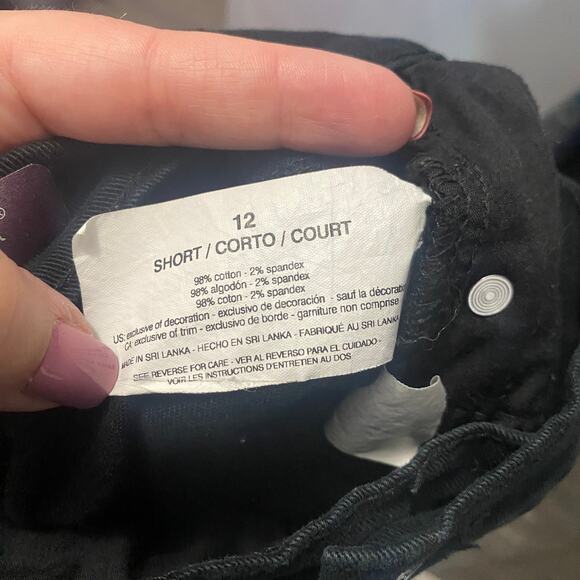 ®
12
SHORT / CORTO / COURT
98% cotton - 2% spandex
98% algodón - 2% spandex
98% coton - 2% spandex
US: exclusive of decoration - exclusivo de decoración - sauf la décoration
CA: exclusive of trim - exclusivo de borde - garniture non comprise
MADE IN SRI LANKA - HECHO EN SRI LANKA - FABRIQUÉ AU SRI LANKA
SEE REVERSE FOR CARE - VER AL REVERSO PARA EL CUIDADO -
VOIR LES INSTRUCTIONS D'ENTRETIEN AU DOS